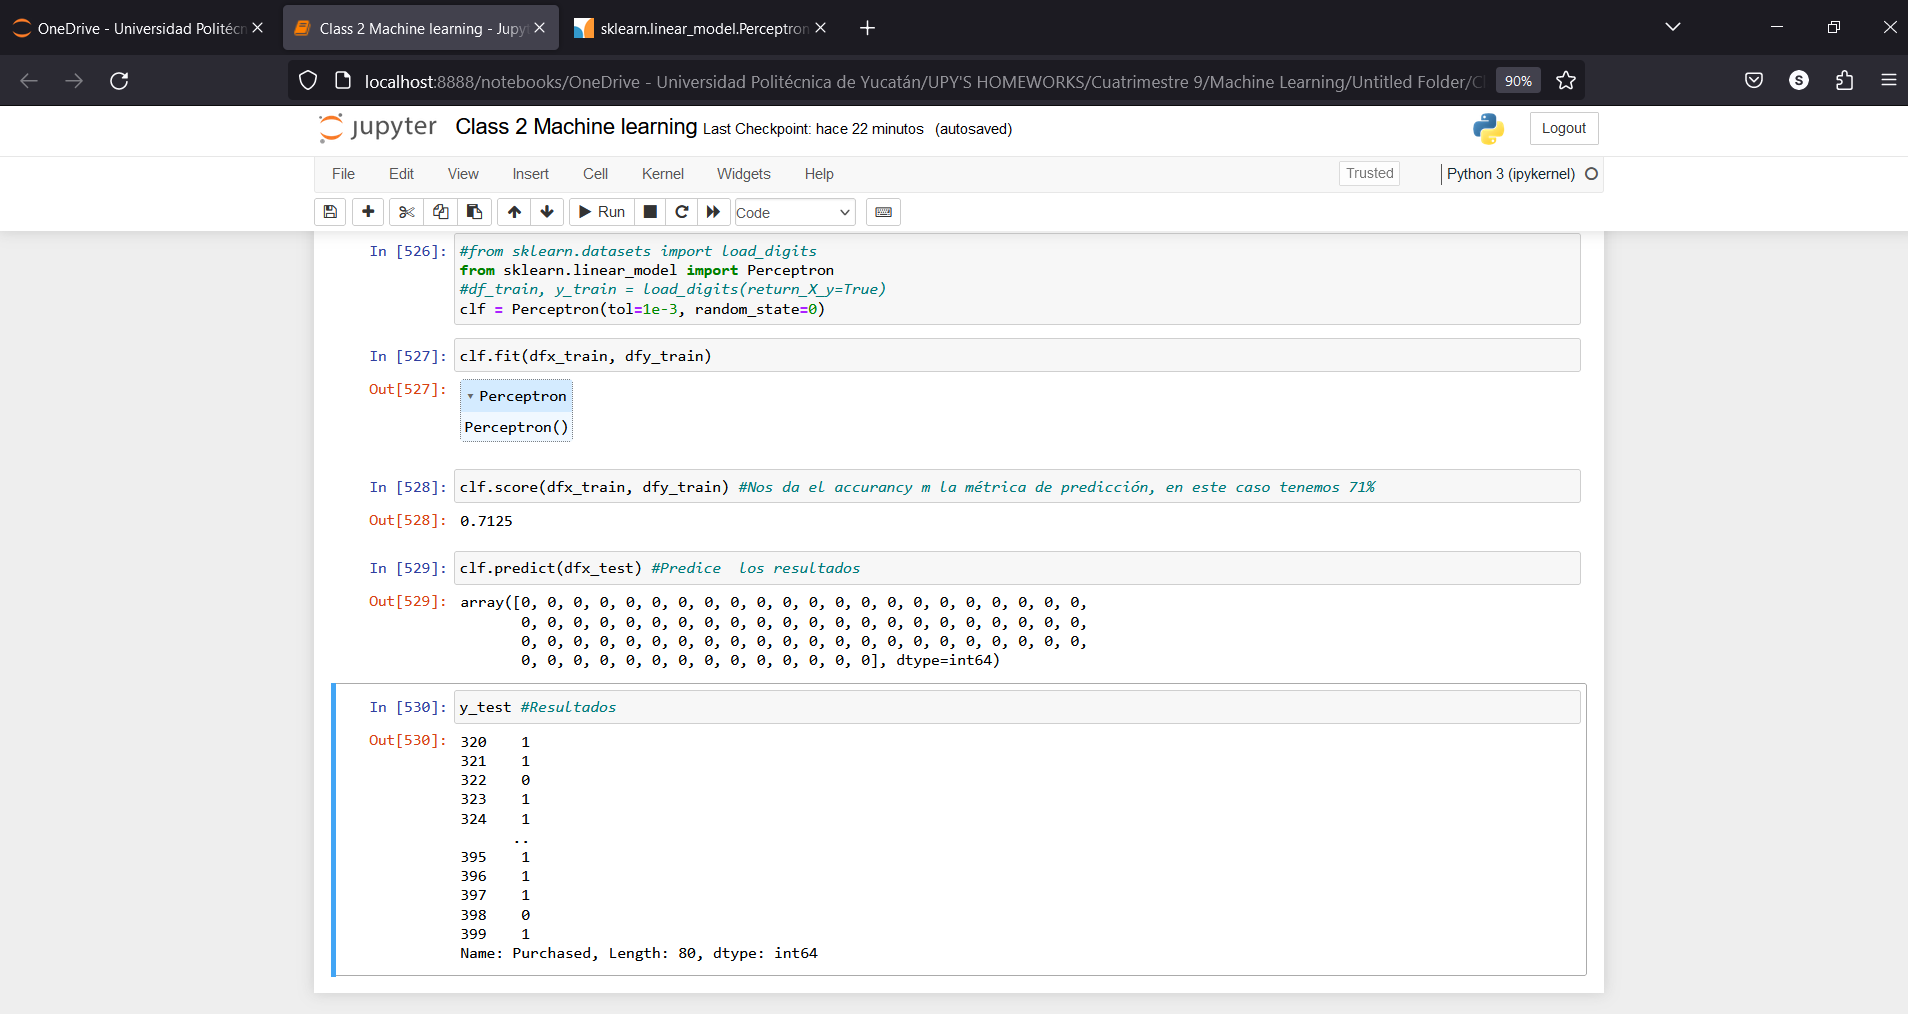 OneDrive - Universidad Politécn
Class 2 Machine learning - Jupyt
sklearn.linear_model.Perceptron
localhost:8888/notebooks/OneDrive - Universidad Politécnica de Yucatán/UPY'S HOMEWORKS/Cuatrimestre 9/Machine Learning/Untitled Folder/Cl
90%
S
jupyter Class 2 Machine learning Last Checkpoint: hace 22 minutos (autosaved)
Logout
File Edit View Insert Cell Kernel Widgets Help
Trusted
Python 3 (ipykernel)
Run
Code
In [526]: #from sklearn.datasets import load_digits
from sklearn.linear_model import Perceptron
#df_train, y_train = load_digits(return_X_y=True)
clf = Perceptron(tol=1e-3, random_state=0)
In [527]: clf.fit(dfx_train, dfy_train)
Out[527]: ▾ Perceptron
Perceptron()
In [528]: clf.score(dfx_train, dfy_train) #Nos da el accurancy m la métrica de predicción, en este caso tenemos 71%
Out[528]: 0.7125
In [529]: clf.predict(dfx_test) #Predice  los resultados
Out[529]: array([0, 0, 0, 0, 0, 0, 0, 0, 0, 0, 0, 0, 0, 0, 0, 0, 0, 0, 0, 0, 0, 0,
0, 0, 0, 0, 0, 0, 0, 0, 0, 0, 0, 0, 0, 0, 0, 0, 0, 0, 0, 0, 0, 0,
0, 0, 0, 0, 0, 0, 0, 0, 0, 0, 0, 0, 0, 0, 0, 0, 0, 0, 0, 0, 0, 0,
0, 0, 0, 0, 0, 0, 0, 0, 0, 0, 0, 0, 0, 0], dtype=int64)
In [530]: y_test #Resultados
Out[530]: 320    1
321    1
322    0
323    1
324    1
..
395    1
396    1
397    1
398    0
399    1
Name: Purchased, Length: 80, dtype: int64